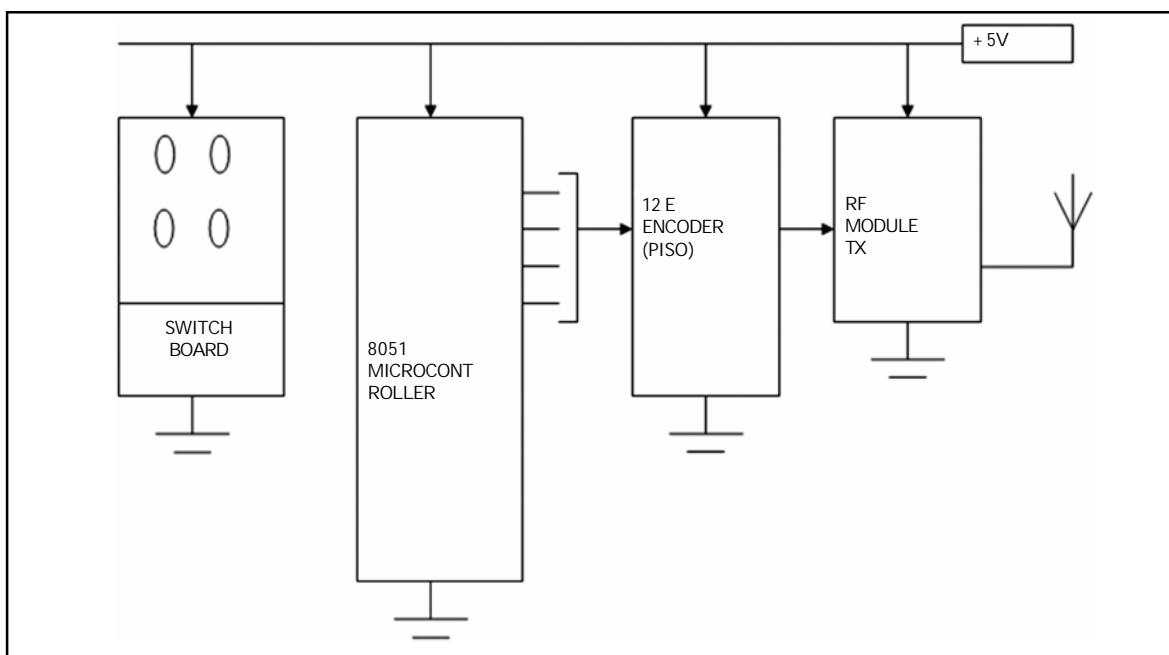 + 5V
SWITCH
BOARD
8051
MICROCONT
ROLLER
12 E
ENCODER
(PISO)
RF
MODULE
TX